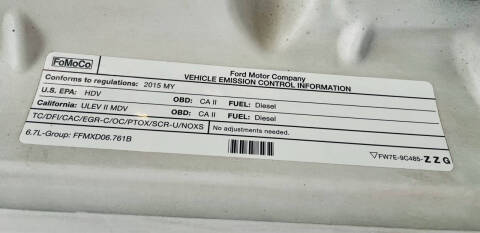 FoMoCo
Ford Motor Company
VEHICLE EMISSION CONTROL INFORMATION
Conforms to regulations: 2015 MY
U.S. EPA: HDV OBD: CA II FUEL: Diesel
California: ULEV II MDV OBD: CA II FUEL: Diesel
TC/DFI/CAC/EGR-C/OC/PTOX/SCR-U/NOXS No adjustments needed.
6.7L-Group: FFMXD06.761B
▽FW7E-9C485-ZZG